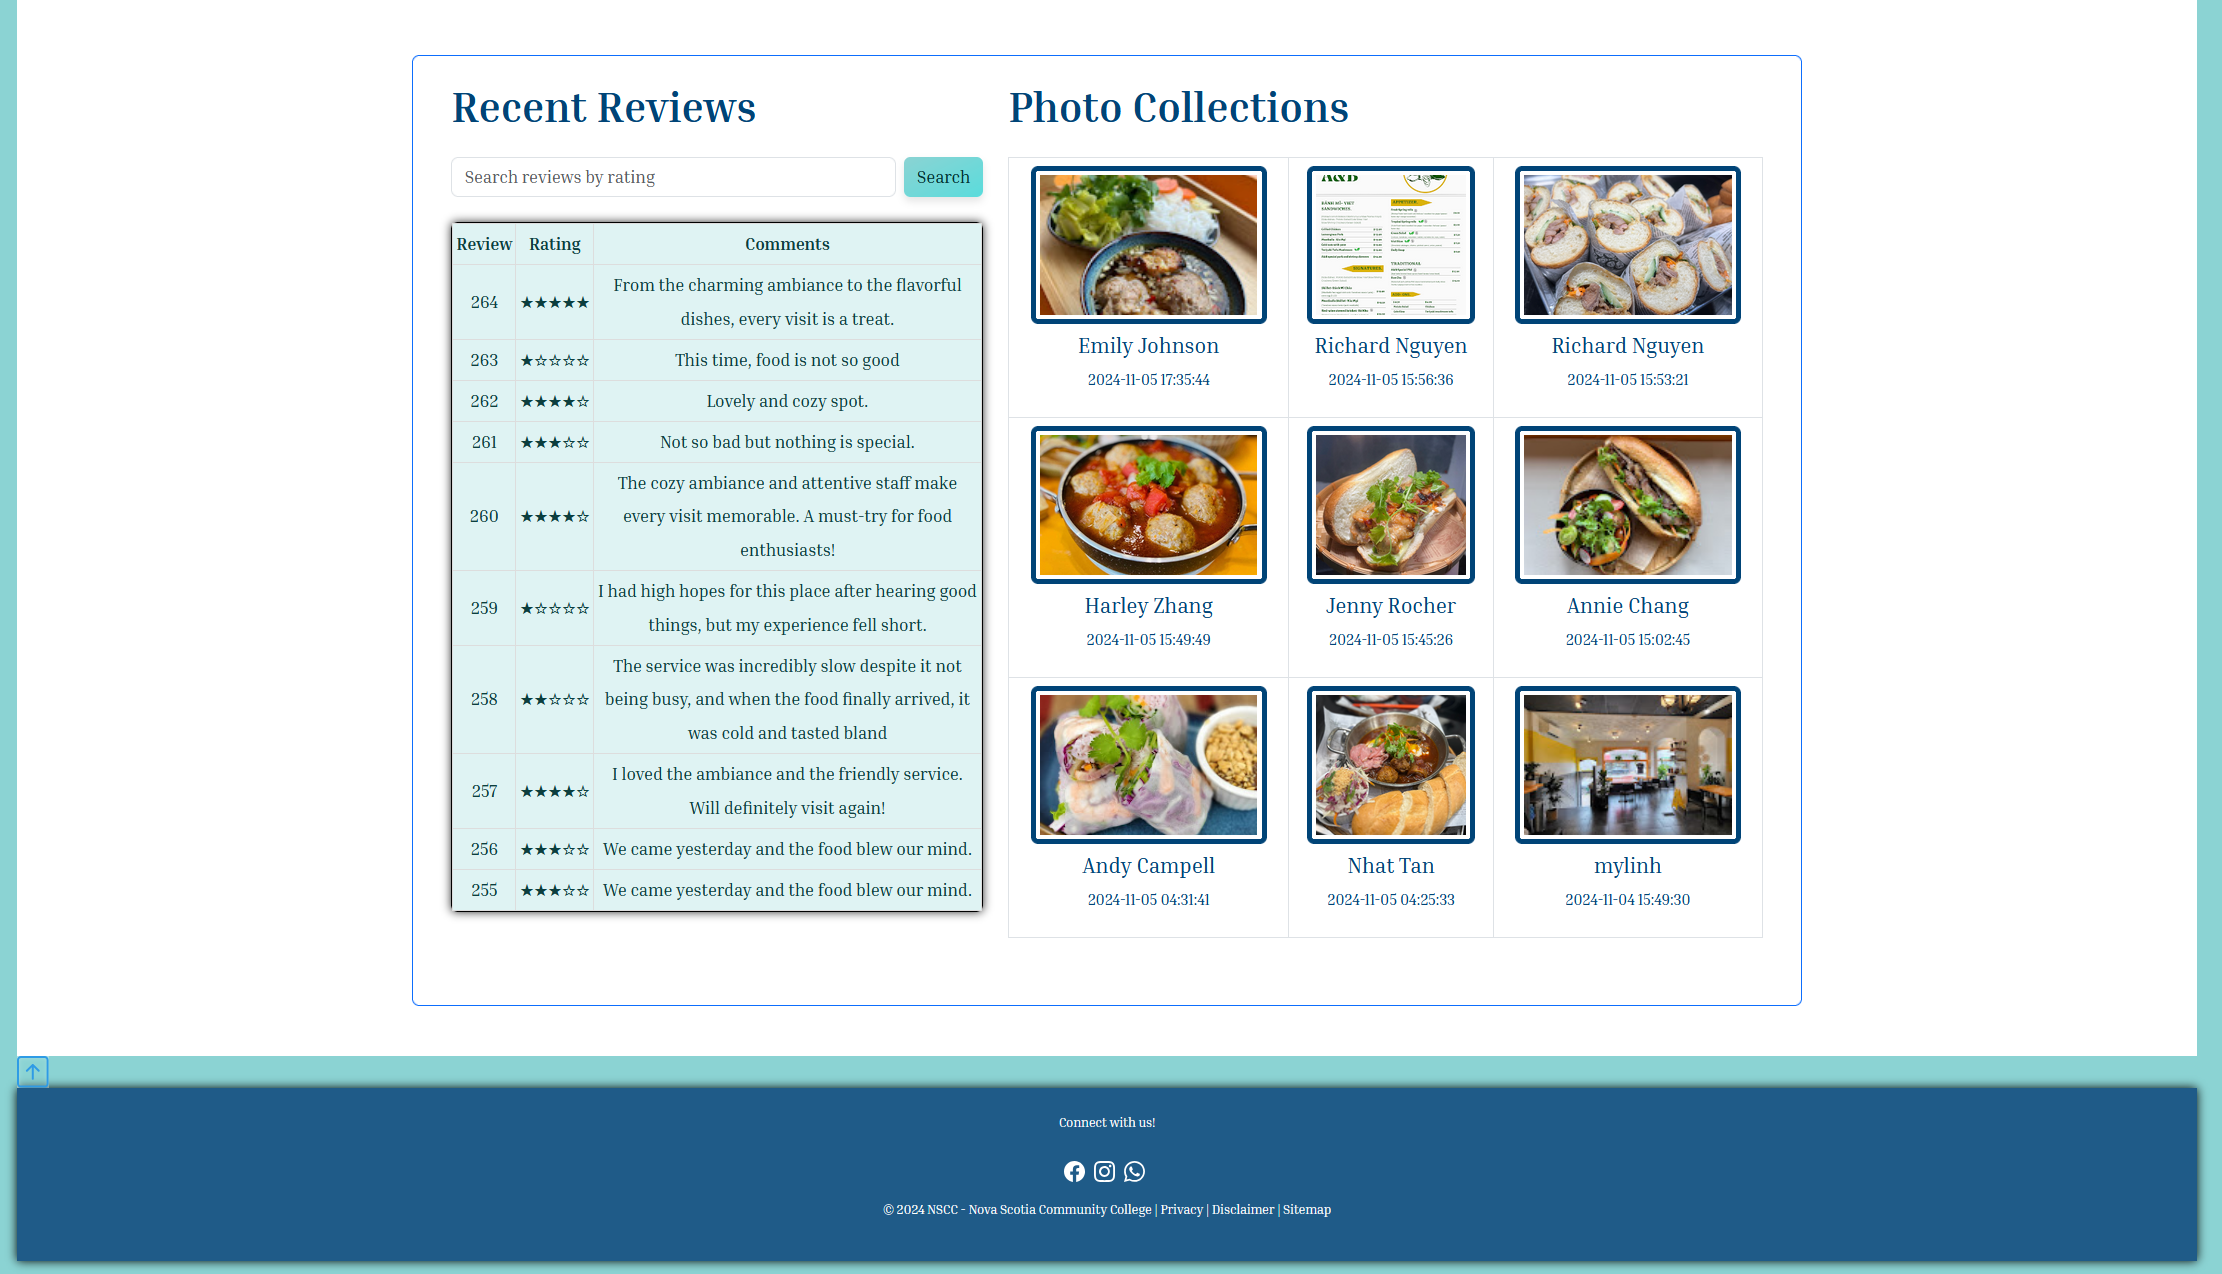 Recent Reviews
Search reviews by rating
Search
Review Rating Comments
264 ★★★★★ From the charming ambiance to the flavorful
dishes, every visit is a treat.
263 ★☆☆☆☆ This time, food is not so good
262 ★★★★☆ Lovely and cozy spot.
261 ★★★☆☆ Not so bad but nothing is special.
260 ★★★★☆ The cozy ambiance and attentive staff make
every visit memorable. A must-try for food
enthusiasts!
259 ★☆☆☆☆ I had high hopes for this place after hearing good
things, but my experience fell short.
258 ★★☆☆☆ The service was incredibly slow despite it not
being busy, and when the food finally arrived, it
was cold and tasted bland
257 ★★★★☆ I loved the ambiance and the friendly service.
Will definitely visit again!
256 ★★★☆☆ We came yesterday and the food blew our mind.
255 ★★★☆☆ We came yesterday and the food blew our mind.
Photo Collections
Emily Johnson
2024-11-05 17:35:44
Richard Nguyen
2024-11-05 15:56:36
Richard Nguyen
2024-11-05 15:53:21
Harley Zhang
2024-11-05 15:49:49
Jenny Rocher
2024-11-05 15:45:26
Annie Chang
2024-11-05 15:02:45
Andy Campell
2024-11-05 04:31:41
Nhat Tan
2024-11-05 04:25:33
mylinh
2024-11-04 15:49:30
Connect with us!
© 2024 NSCC - Nova Scotia Community College | Privacy | Disclaimer | Sitemap